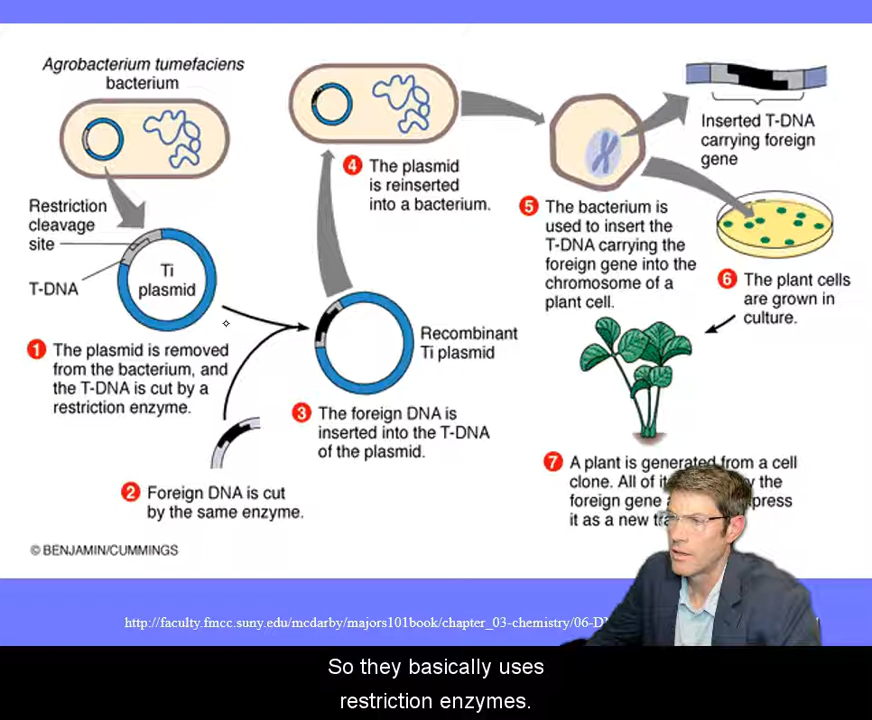 Agrobacterium tumefaciens
bacterium
Restriction
cleavage
site
T-DNA
Ti
plasmid
1 The plasmid is removed
from the bacterium, and
the T-DNA is cut by a
restriction enzyme.
2 Foreign DNA is cut
by the same enzyme.
3 The foreign DNA is
inserted into the T-DNA
of the plasmid.
Recombinant
Ti plasmid
4 The plasmid
is reinserted
into a bacterium.
5 The bacterium is
used to insert the
T-DNA carrying the
foreign gene into the
chromosome of a
plant cell.
Inserted T-DNA
carrying foreign
gene
6 The plant cells
are grown in
culture.
7 A plant is generated from a cell
clone. All of the
foreign gene
it as a new
© BENJAMIN/CUMMINGS
http://faculty.fmcc.suny.edu/mcdarby/majors101book/chapter_03-chemistry/06-D
So they basically uses
restriction enzymes.